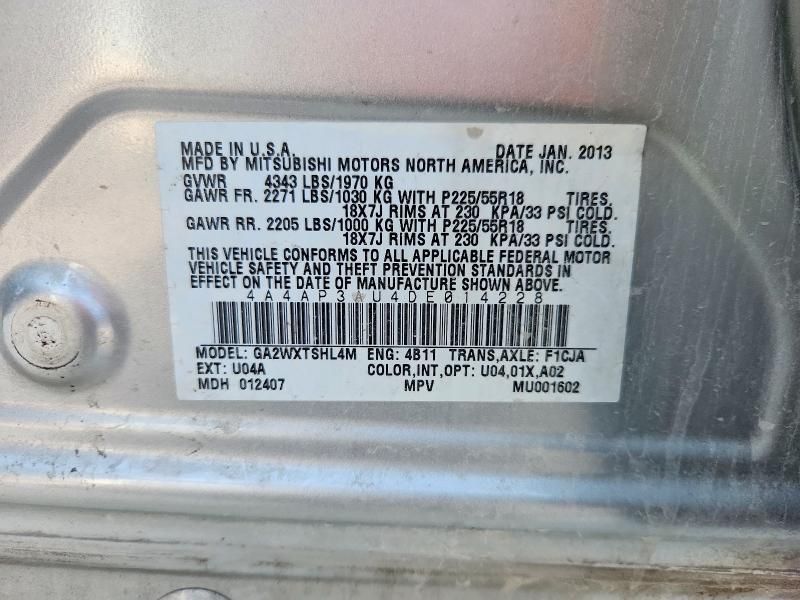 MADE IN U.S.A. DATE JAN. 2013
MFD BY MITSUBISHI MOTORS NORTH AMERICA, INC.
GVWR 4343 LBS/1970 KG
GAWR FR. 2271 LBS/1030 KG WITH P225/55R18 TIRES.
18X7J RIMS AT 230 KPA/33 PSI COLD.
GAWR RR. 2205 LBS/1000 KG WITH P225/55R18 TIRES.
18X7J RIMS AT 230 KPA/33 PSI COLD.
THIS VEHICLE CONFORMS TO ALL APPLICABLE FEDERAL MOTOR
VEHICLE SAFETY AND THEFT PREVENTION STANDARDS IN
EFFECT ON THE DATE OF MANUFACTURE SHOWN ABOVE.
4A4AP3AU4DE014228
MODEL: GA2WXTSHL4M ENG: 4B11 TRANS,AXLE: F1CJA
EXT: U04A COLOR,INT,OPT: U04,01X,A02
MDH 012407 MPV MU001602